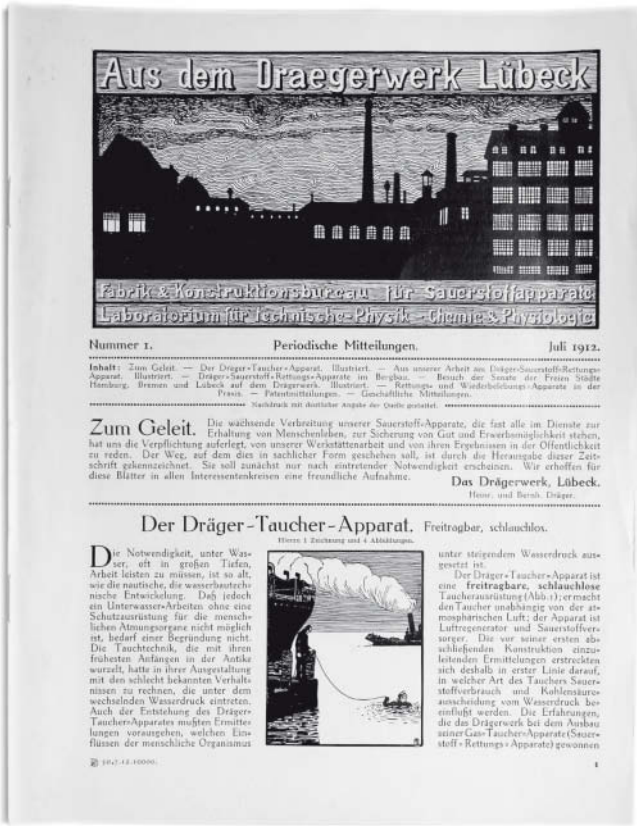 Aus dem Draegerwerk Lübeck
Fabrik & Konstruktionsbureau für Sauerstoffapparate
Laboratorium für Technische-Physik-Chemie & Physiologie
Nummer 1. Periodische Mitteilungen. Juli 1912.
Inhalt: Zum Geleit. — Der Dräger-Taucher-Apparat. Illustriert. — Aus unserer Arbeit am Dräger-Sauerstoff-Rettungs-
Apparat. Illustriert. — Dräger-Sauerstoff-Rettungs-Apparate im Bergbau. — Besuch der Senate der Freien Städte
Hamburg, Bremen und Lübeck auf dem Drägerwerk. Illustriert. — Rettungs- und Wiederbelebungs-Apparate in der
Praxis. — Patentmitteilungen. — Geschäftliche Mitteilungen.
Nachdruck mit deutlicher Angabe der Quelle gestattet.
Zum Geleit. Die wachsende Verbreitung unserer Sauerstoff-Apparate, die fast alle im Dienste zur
Erhaltung von Menschenleben, zur Sicherung von Gut und Erwerbsmöglichkeit stehen,
hat uns die Verpflichtung auferlegt, von unserer Werkstättenarbeit und von ihren Ergebnissen in der Öffentlichkeit
zu reden. Der Weg, auf dem dies in sachlicher Form geschehen soll, ist durch die Herausgabe dieser Zeit-
schrift gekennzeichnet. Sie soll zunächst nur nach eintretender Notwendigkeit erscheinen. Wir erhoffen für
diese Blätter in allen Interessentenkreisen eine freundliche Aufnahme.
Das Drägerwerk, Lübeck.
Heinr. und Bernh. Dräger.
Der Dräger-Taucher-Apparat. Freitragbar, schlauchlos.
Hierzu 1 Zeichnung und 4 Abbildungen.
Die Notwendigkeit, unter Was-
ser, oft in großen Tiefen,
Arbeit leisten zu müssen, ist so alt,
wie die nautische, die wasserbautech-
nische Entwickelung. Daß jedoch
ein Unterwasser-Arbeiten ohne eine
Schutzausrüstung für die mensch-
lichen Atmungsorgane nicht möglich
ist, bedarf einer Begründung nicht.
Die Tauchtechnik, die mit ihren
frühesten Anfängen in der Antike
wurzelt, hatte in ihrer Ausgestaltung
mit den schlecht bekannten Verhält-
nissen zu rechnen, die unter dem
wechselnden Wasserdruck eintreten.
Auch der Entstehung des Dräger-
Taucher-Apparates mußten Ermitte-
lungen vorausgehen, welchen Ein-
flüssen der menschliche Organismus
unter steigendem Wasserdruck aus-
gesetzt ist.
Der Dräger-Taucher-Apparat ist
eine freitragbare, schlauchlose
Taucherausrüstung (Abb. 1); er macht
den Taucher unabhängig von der at-
mosphärischen Luft; der Apparat ist
Luftregenerator und Sauerstoffver-
sorger. Die vor seiner ersten ab-
schließenden Konstruktion einzu-
leitenden Ermittelungen erstreckten
sich deshalb in erster Linie darauf,
in welcher Art des Tauchers Sauer-
stoffverbrauch und Kohlensäure-
ausscheidung vom Wasserdruck be-
einflußt werden. Die Erfahrungen,
die das Drägerwerk bei dem Ausbau
seiner Gas-Taucher-Apparate (Sauer-
stoff-Rettungs-Apparate) gewonnen
30.7.12.10000.
1